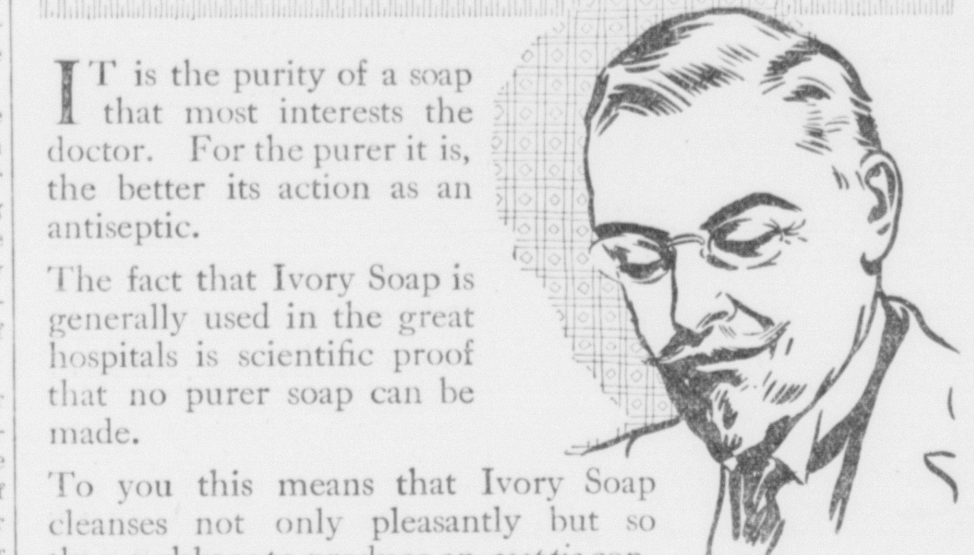 IT is the purity of a soap
that most interests the
doctor. For the purer it is,
the better its action as an
antiseptic.
The fact that Ivory Soap is
generally used in the great
hospitals is scientific proof
that no purer soap can be
made.
To you this means that Ivory Soap
cleanses not only pleasantly but so